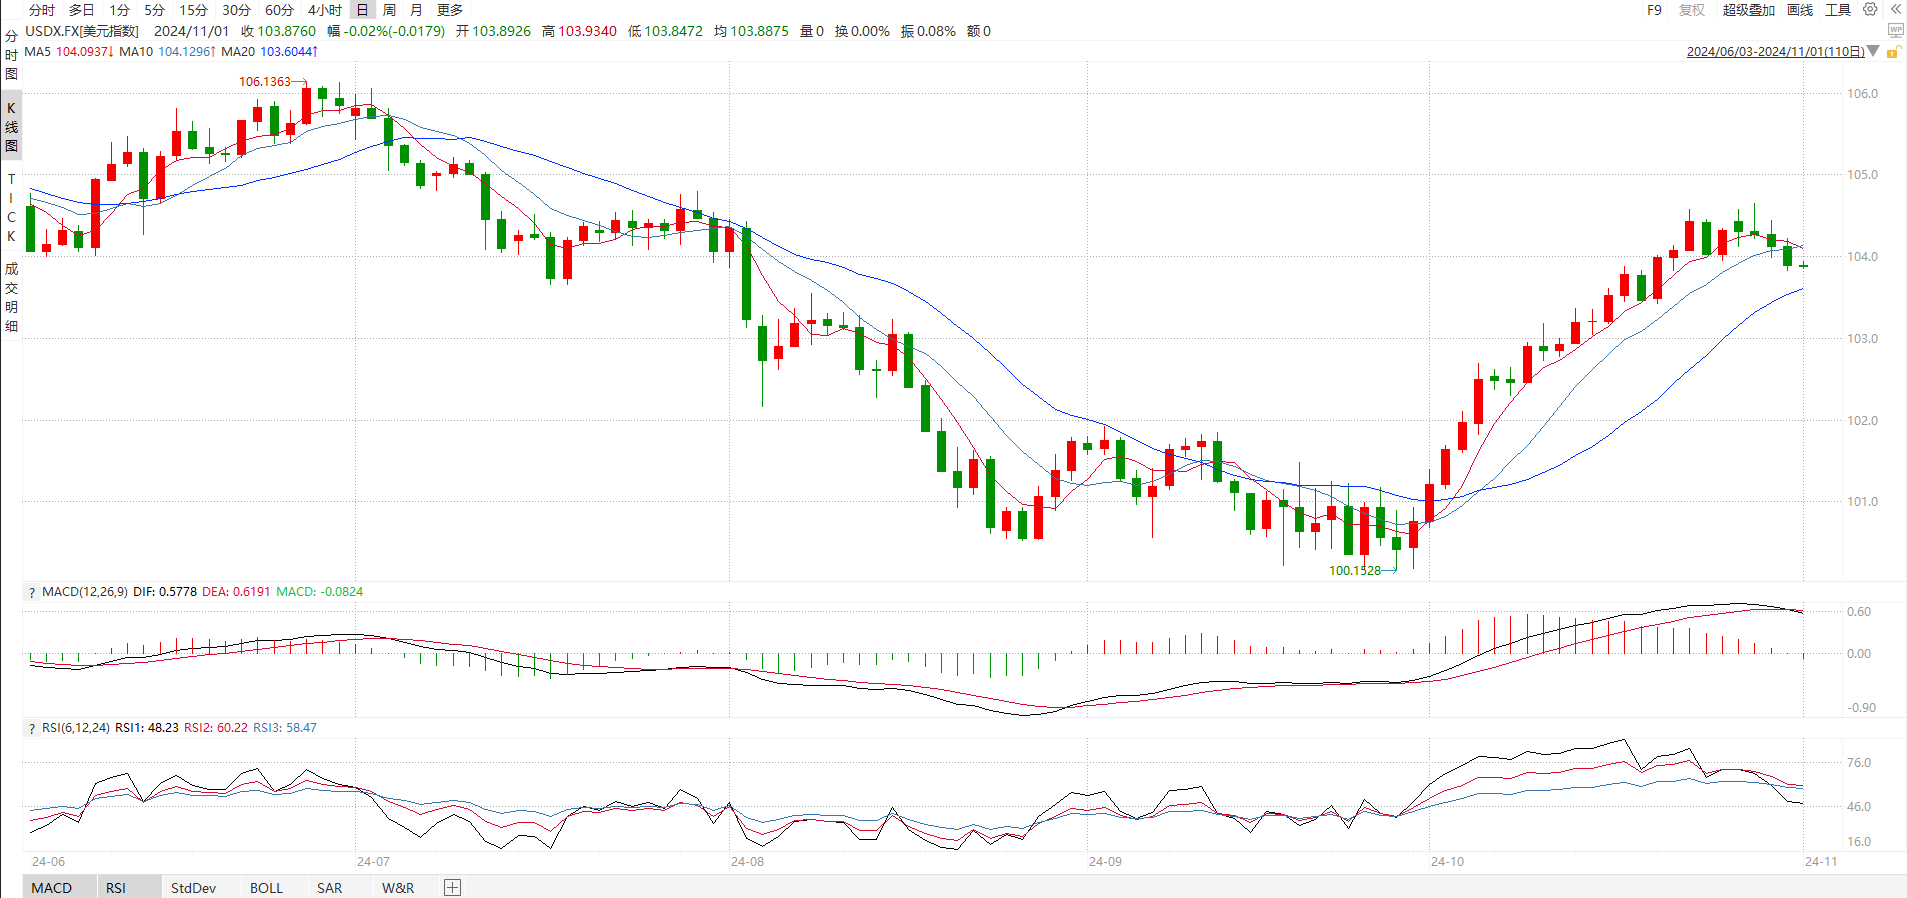 分时 多日 1分 5分 15分 30分 60分 4小时 日 周 月 更多 F9 复权 超级叠加 画线 工具
USDX.FX[美元指数] 2024/11/01 收 103.8760 幅 -0.02%(-0.0179) 开 103.8926 高 103.9340 低 103.8472 均 103.8875 量 0 换 0.00% 振 0.08% 额 0
WP
MA5 104.0937↓ MA10 104.1296↑ MA20 103.6044↑ 2024/06/03-2024/11/01(110日)
分时图
K线图
TICK
成交明细
106.1363
106.0
105.0
104.0
103.0
102.0
101.0
100.1528
? MACD(12,26,9) DIF: 0.5778 DEA: 0.6191 MACD: -0.0824
0.60
0.00
-0.90
? RSI(6,12,24) RSI1: 48.23 RSI2: 60.22 RSI3: 58.47
76.0
46.0
16.0
24-06 24-07 24-08 24-09 24-10 24-11
MACD RSI StdDev BOLL SAR W&R